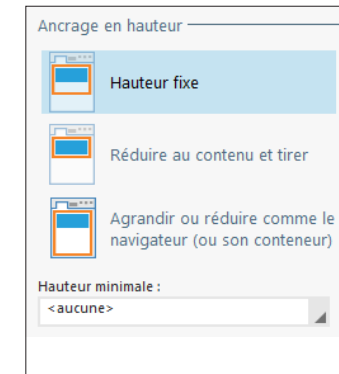 Ancrage en hauteur
Hauteur fixe
Réduire au contenu et tirer
Agrandir ou réduire comme le
navigateur (ou son conteneur)
Hauteur minimale :
<aucune>